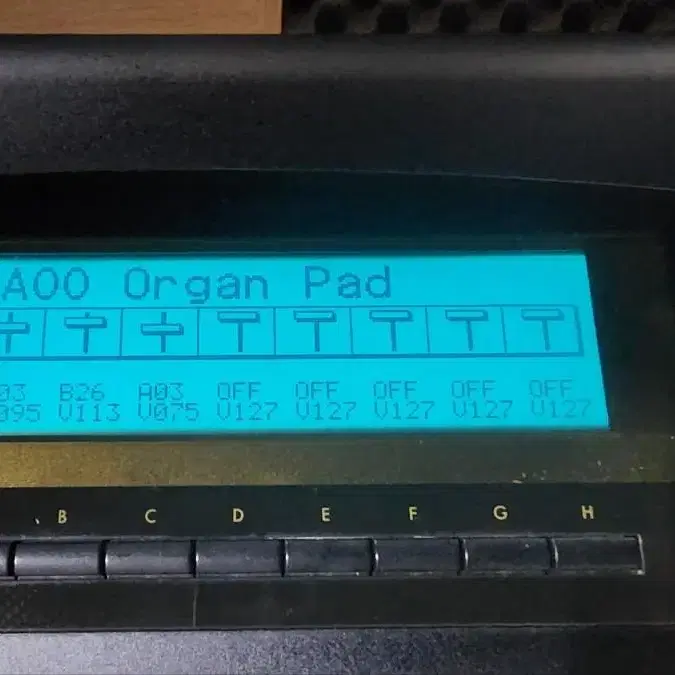 A00 Organ Pad
03 B26 A03 OFF OFF OFF OFF OFF
095 V113 V075 V127 V127 V127 V127 V127
B C D E F G H